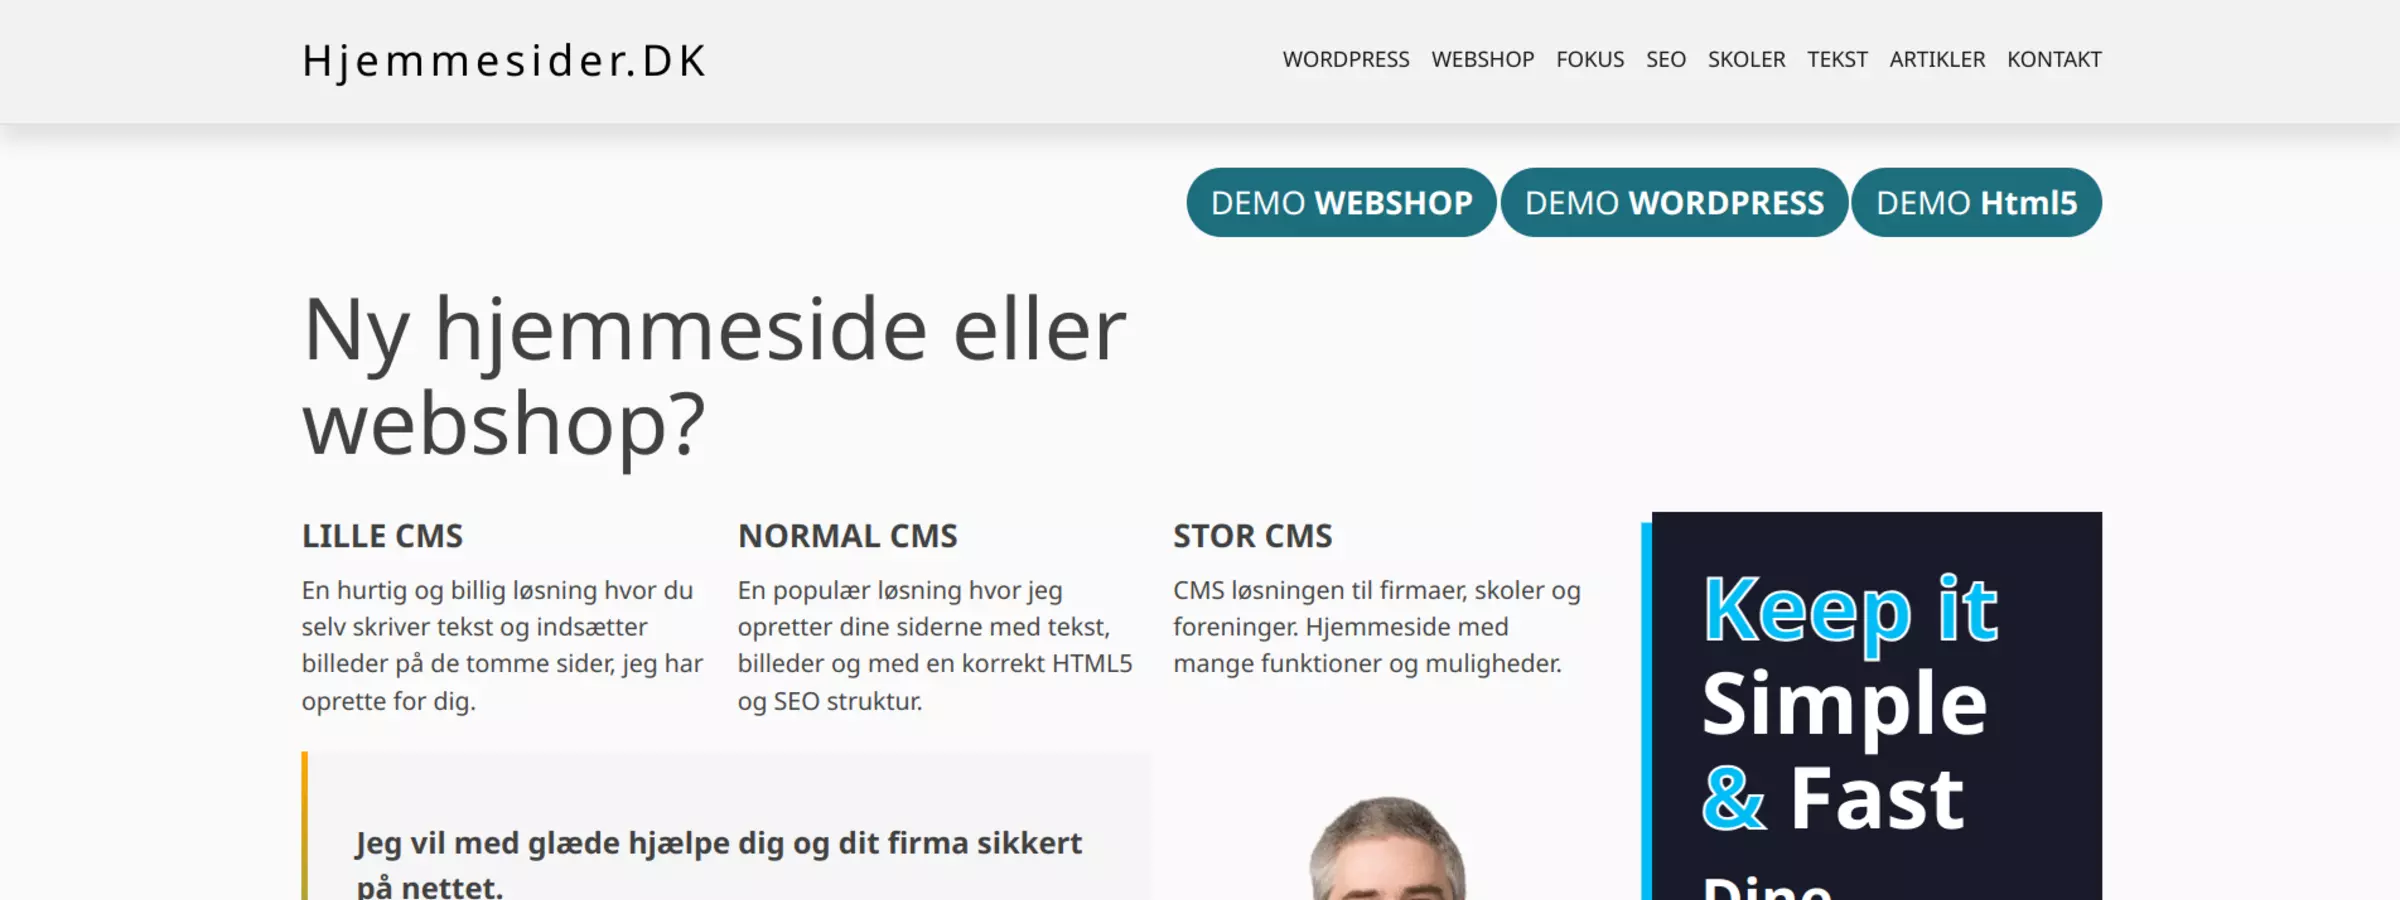 Hjemmesider.DK
WORDPRESS WEBSHOP FOKUS SEO SKOLER TEKST ARTIKLER KONTAKT
DEMO WEBSHOP DEMO WORDPRESS DEMO Html5
Ny hjemmeside eller
webshop?
LILLE CMS
En hurtig og billig løsning hvor du
selv skriver tekst og indsætter
billeder på de tomme sider, jeg har
oprette for dig.
NORMAL CMS
En populær løsning hvor jeg
opretter dine siderne med tekst,
billeder og med en korrekt HTML5
og SEO struktur.
STOR CMS
CMS løsningen til firmaer, skoler og
foreninger. Hjemmeside med
mange funktioner og muligheder.
Jeg vil med glæde hjælpe dig og dit firma sikkert
på nettet.
Keep it
Simple
& Fast
Dine